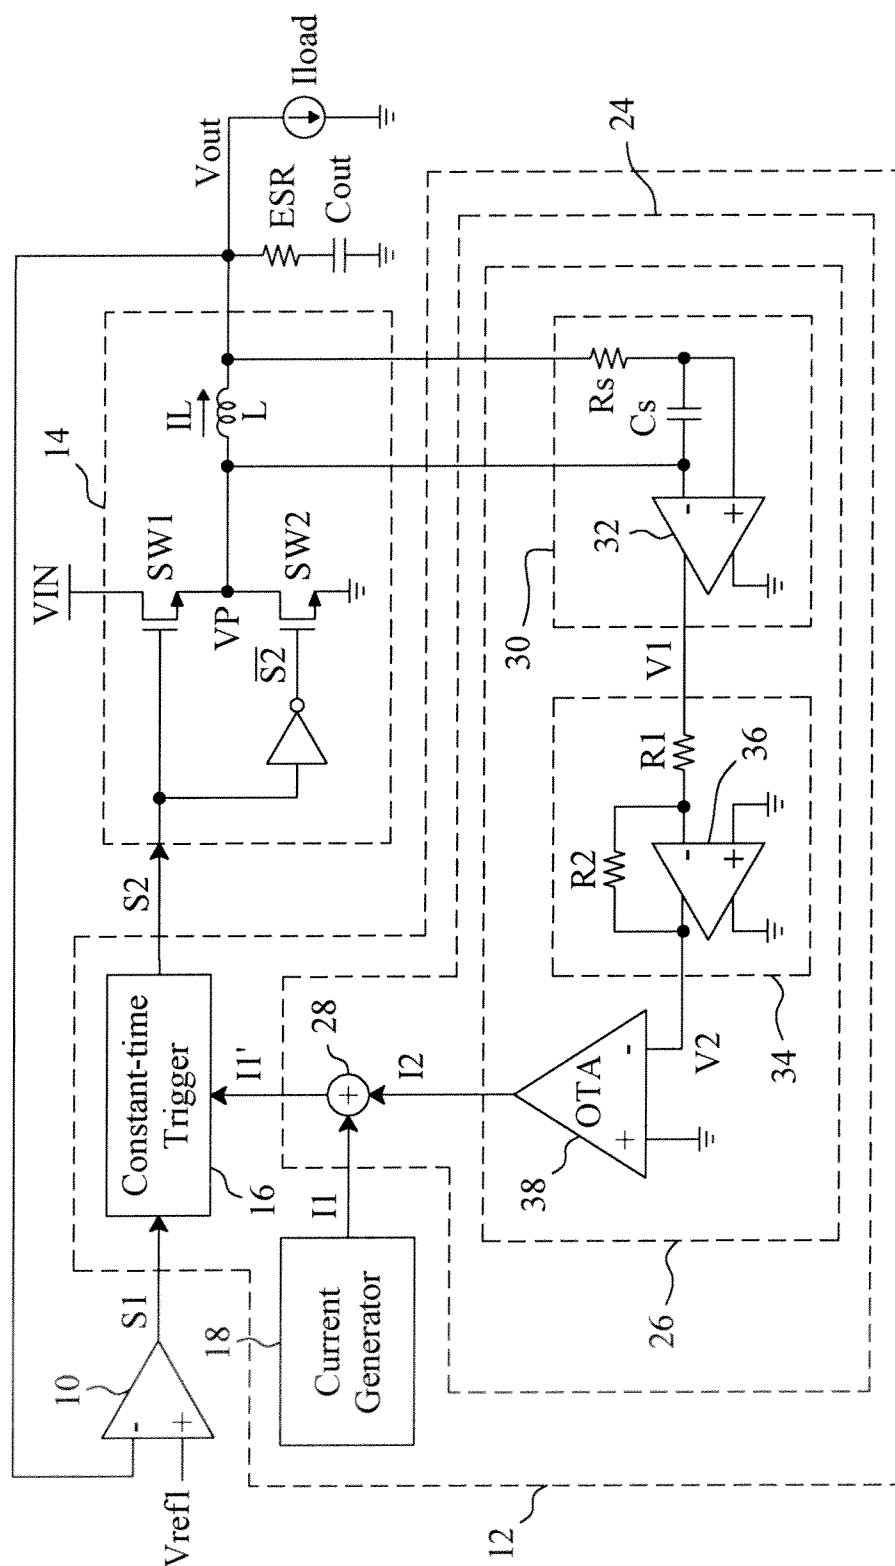 Vref1
10
-
+
S1
12
Constant-time
Trigger
16
S2
14
VIN
SW1
VP
S2
SW2
IL
L
Vout
ESR
Cout
Iload
18
Current
Generator
I1
I1'
28
I2
24
26
38
OTA
+
-
V2
34
R2
36
-
+
R1
V1
30
32
-
+
Cs
Rs